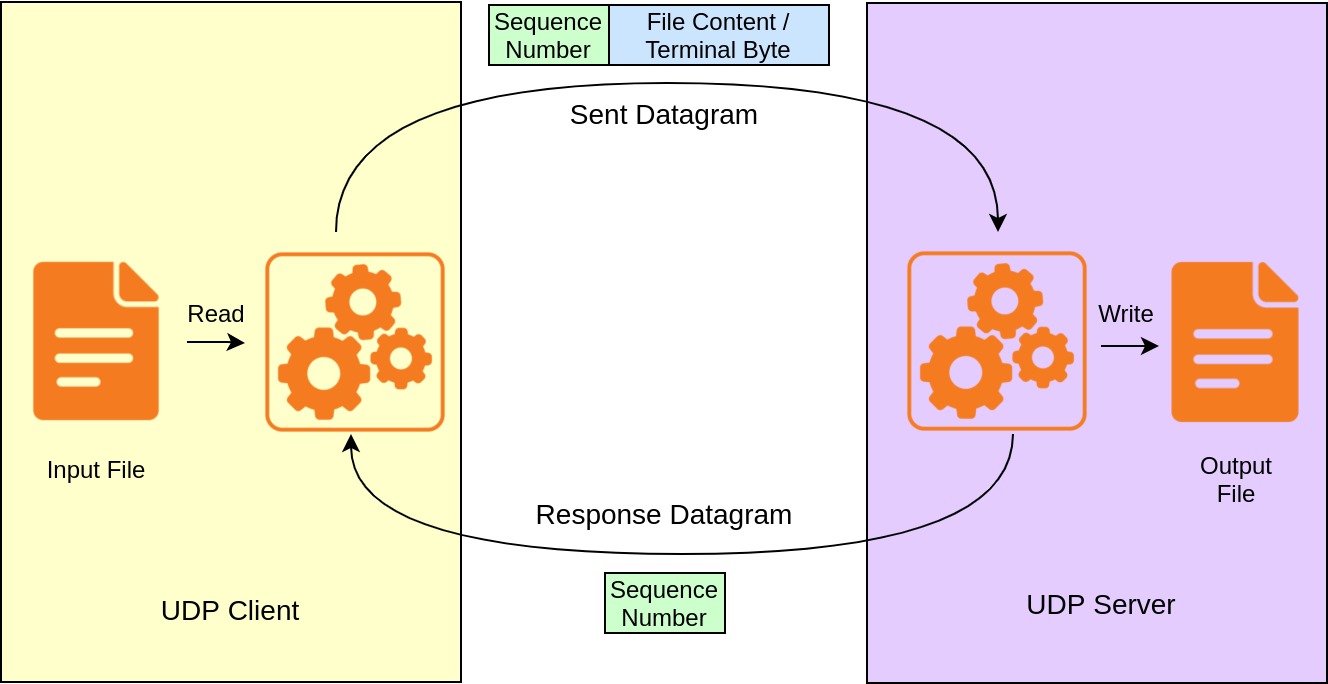 Sequence
Number
File Content /
Terminal Byte
Sent Datagram
Read
Write
Input File
Output
File
Response Datagram
Sequence
Number
UDP Client
UDP Server